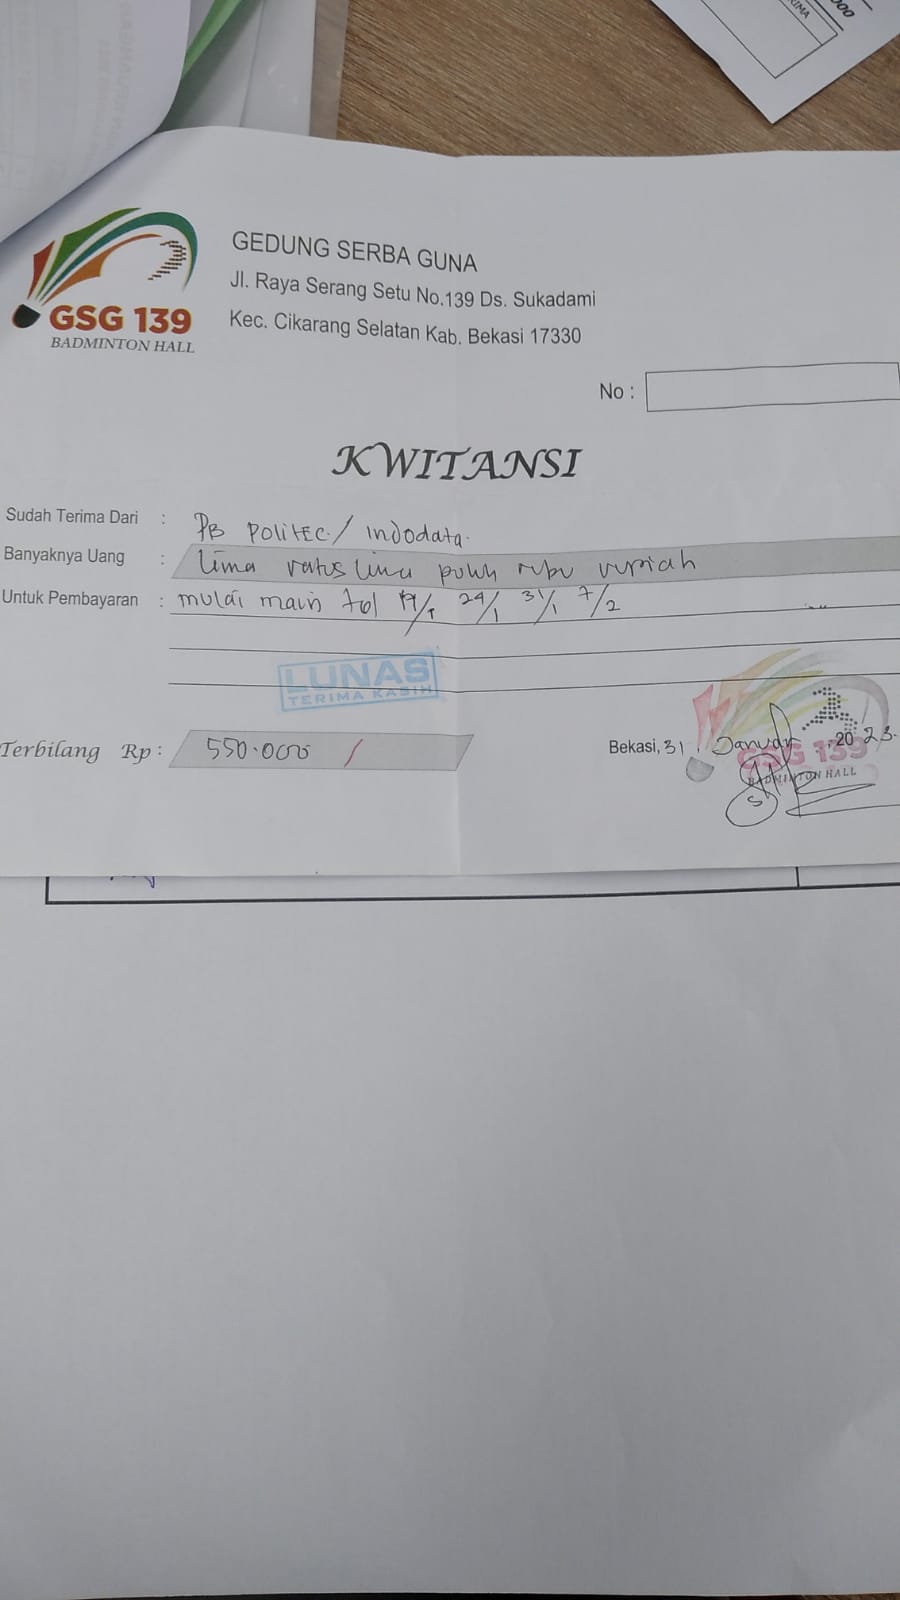 IMA
000
GSG 139
BADMINTON HALL
GEDUNG SERBA GUNA
Jl. Raya Serang Setu No.139 Ds. Sukadami
Kec. Cikarang Selatan Kab. Bekasi 17330
No :
KWITANSI
Sudah Terima Dari : PB POLITEC / indodata.
Banyaknya Uang : lima ratus lima puluh ribu rupiah
Untuk Pembayaran : mulai main tgl 24/1 31/1 7/2
LUNAS
TERIMA KASIH
Terbilang Rp : 550.000
Bekasi, 31 Januari 2023.
GSG 139
BADMINTON HALL